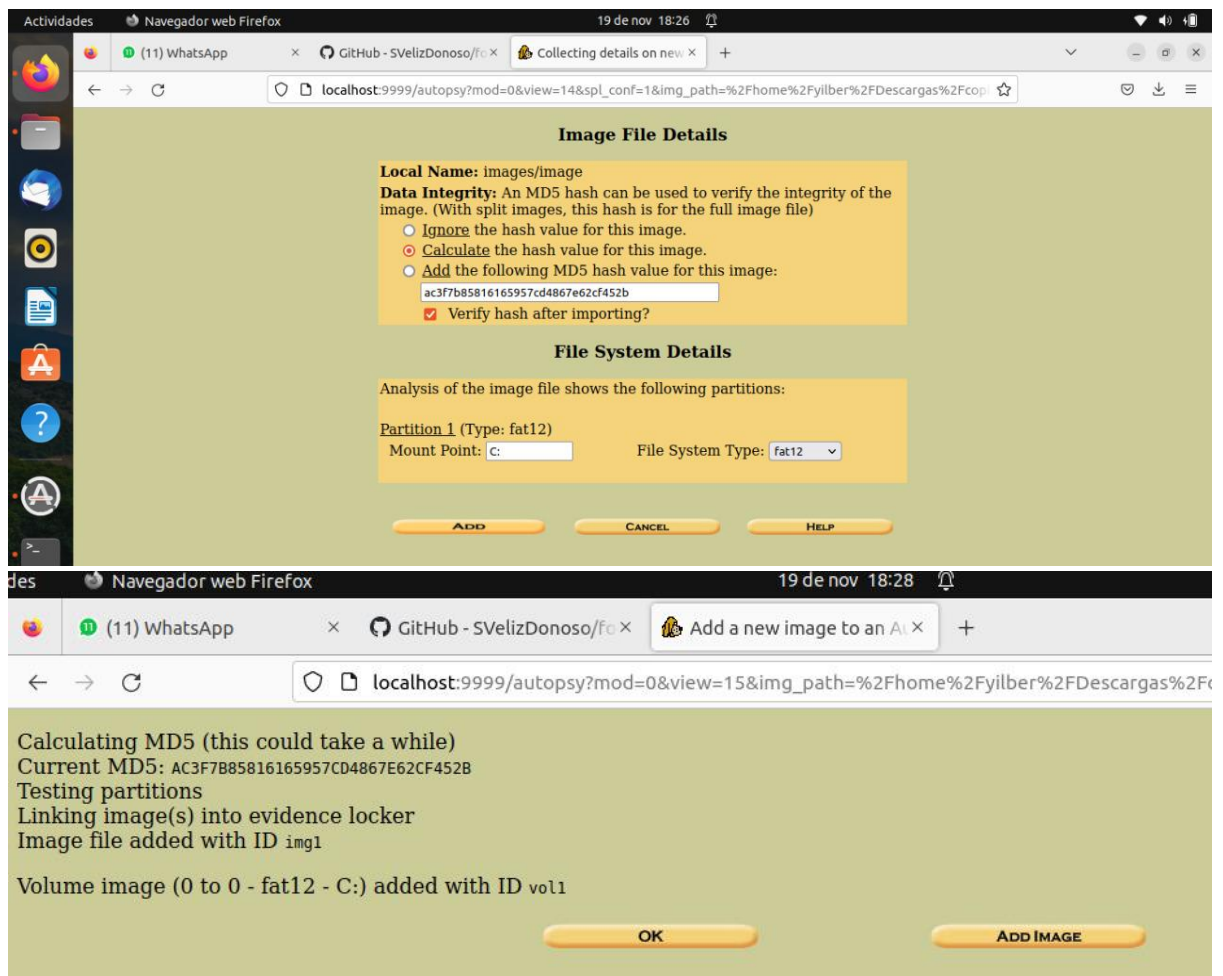 Actividades
Navegador web Firefox
19 de nov 18:26
(11) WhatsApp
GitHub - SVelizDonoso/fo
Collecting details on new
localhost:9999/autopsy?mod=0&view=14&spl_conf=1&img_path=%2Fhome%2Fyilber%2FDescargas%2Fcopi
Image File Details
Local Name: images/image
Data Integrity: An MD5 hash can be used to verify the integrity of the
image. (With split images, this hash is for the full image file)
Ignore the hash value for this image.
Calculate the hash value for this image.
Add the following MD5 hash value for this image:
ac3f7b85816165957cd4867e62cf452b
Verify hash after importing?
File System Details
Analysis of the image file shows the following partitions:
Partition 1 (Type: fat12)
Mount Point: C: File System Type: fat12
ADD CANCEL HELP
des
Navegador web Firefox
19 de nov 18:28
(11) WhatsApp
GitHub - SVelizDonoso/fo
Add a new image to an Au
localhost:9999/autopsy?mod=0&view=15&img_path=%2Fhome%2Fyilber%2FDescargas%2Fc
Calculating MD5 (this could take a while)
Current MD5: AC3F7B85816165957CD4867E62CF452B
Testing partitions
Linking image(s) into evidence locker
Image file added with ID img1
Volume image (0 to 0 - fat12 - C:) added with ID vol1
OK ADD IMAGE